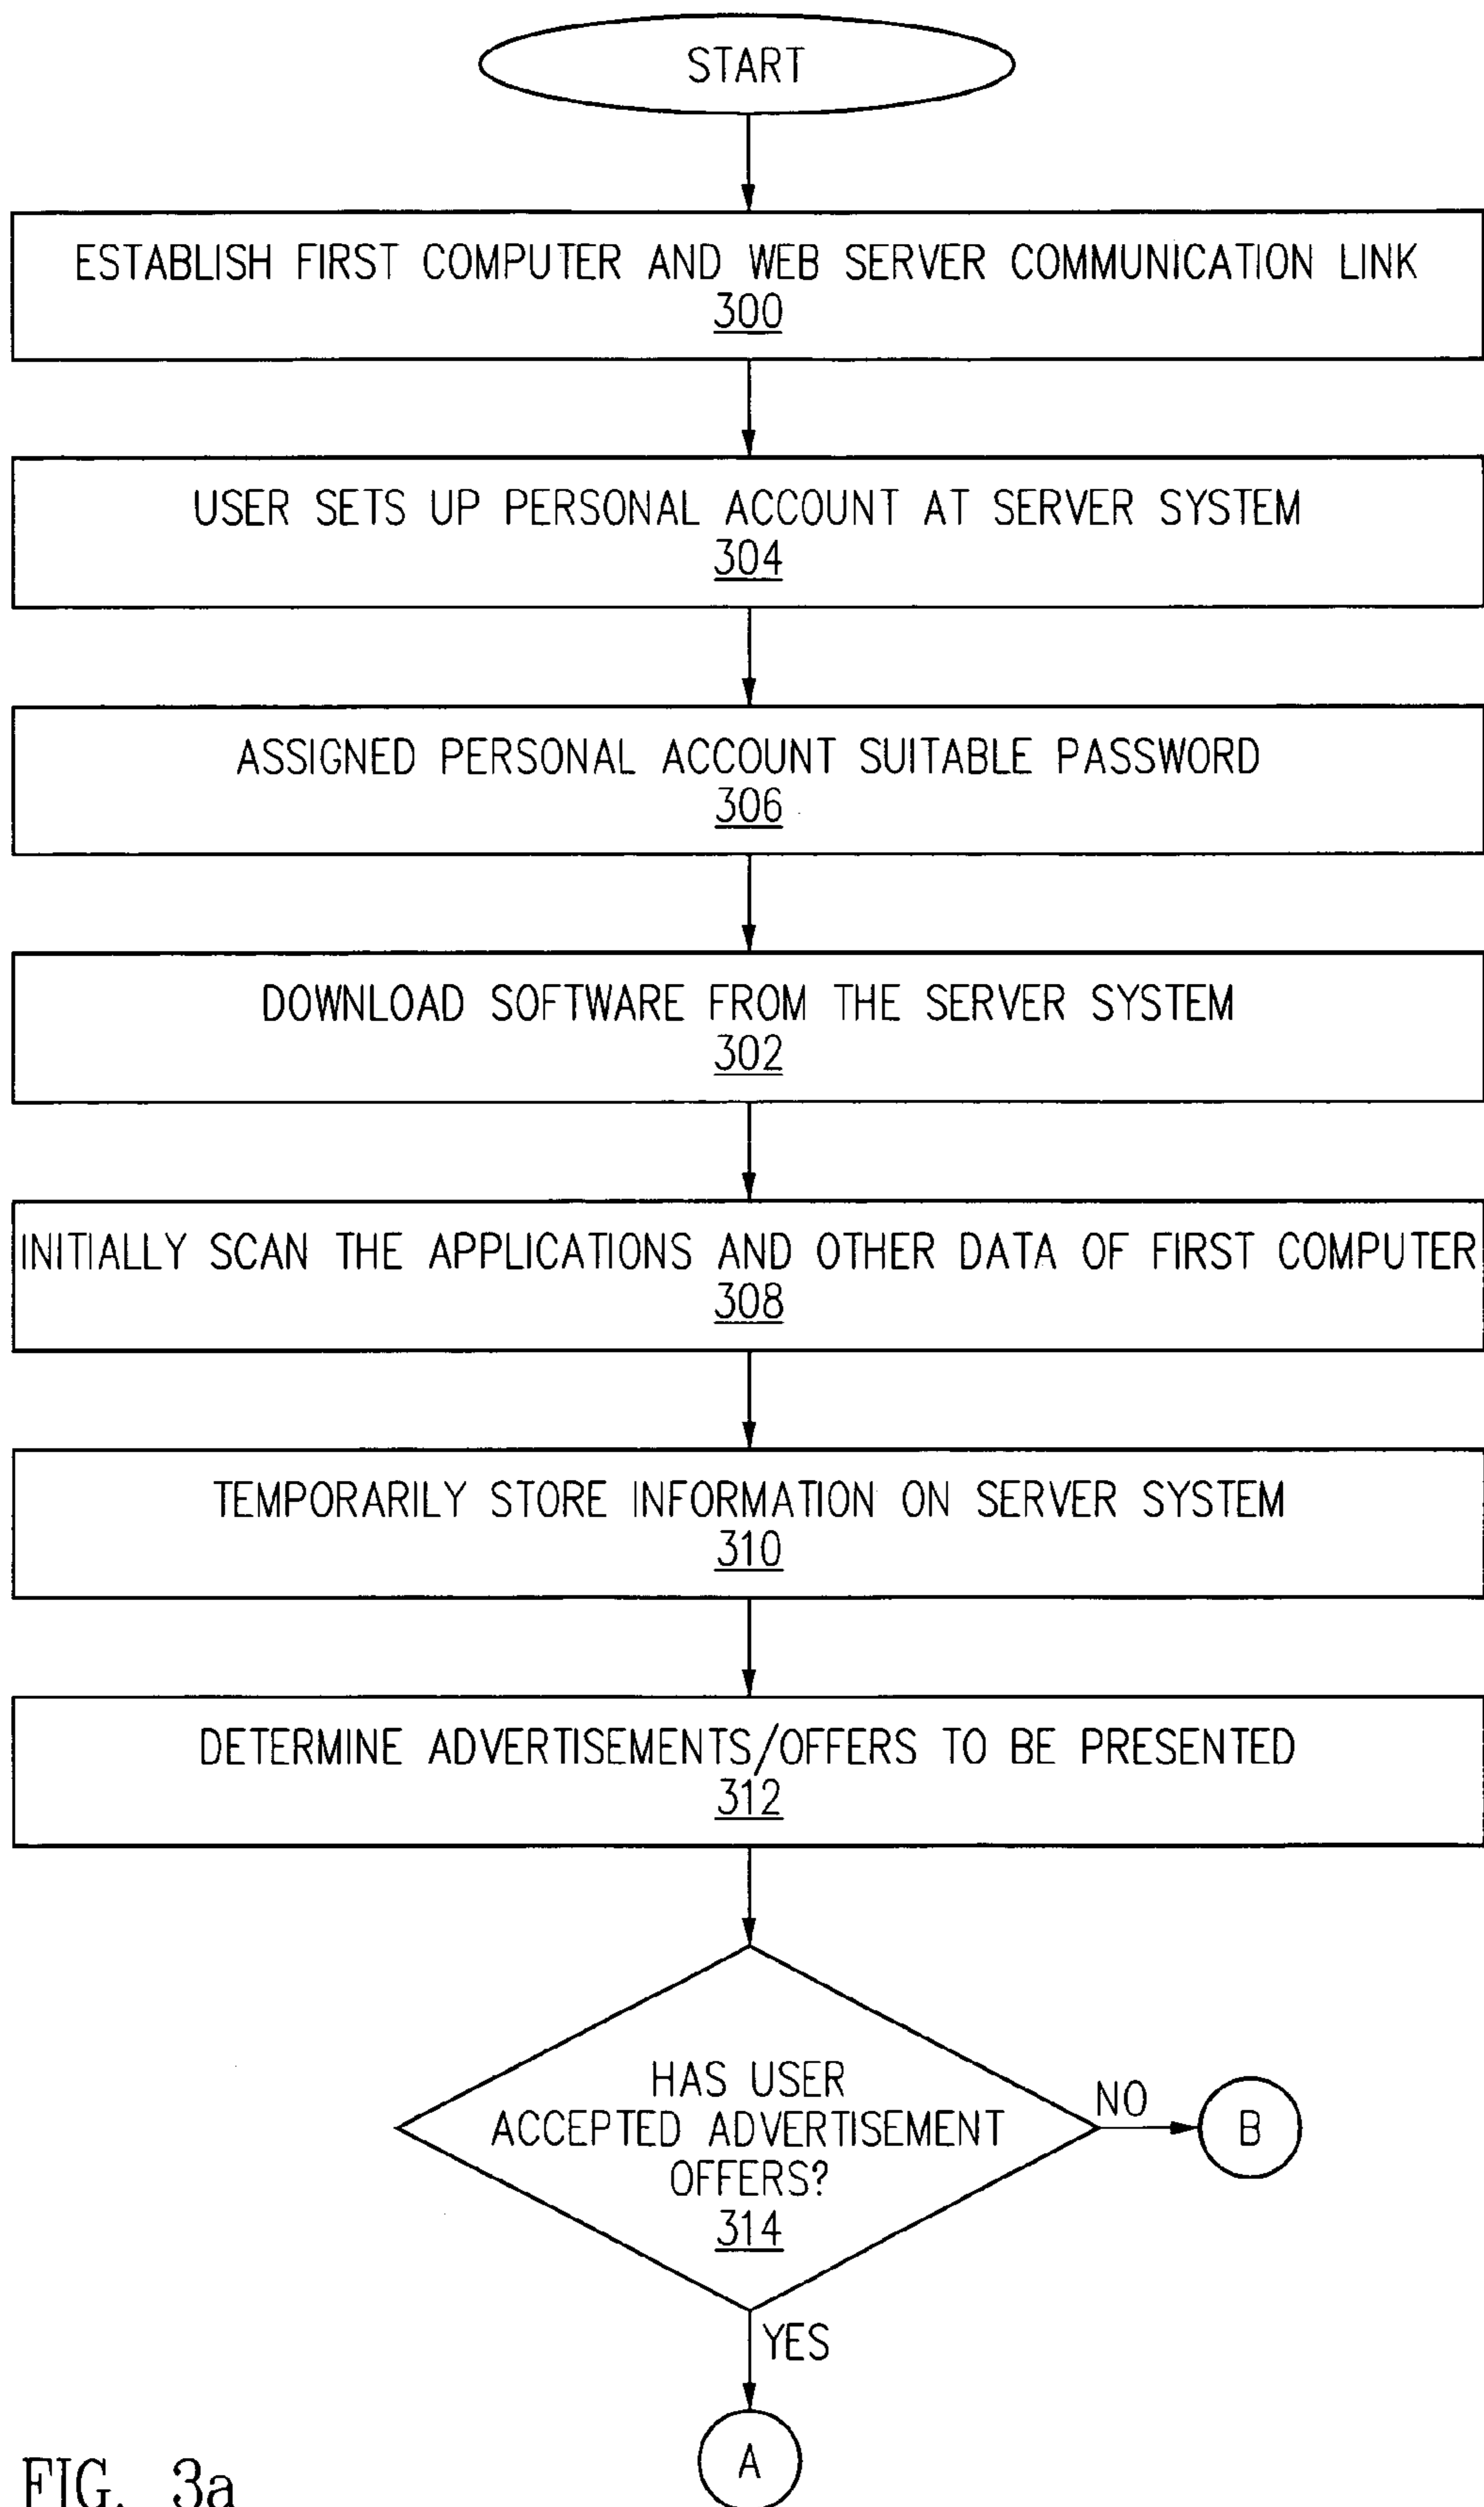 START
ESTABLISH FIRST COMPUTER AND WEB SERVER COMMUNICATION LINK
300
USER SETS UP PERSONAL ACCOUNT AT SERVER SYSTEM
304
ASSIGNED PERSONAL ACCOUNT SUITABLE PASSWORD
306
DOWNLOAD SOFTWARE FROM THE SERVER SYSTEM
302
INITIALLY SCAN THE APPLICATIONS AND OTHER DATA OF FIRST COMPUTER
308
TEMPORARILY STORE INFORMATION ON SERVER SYSTEM
310
DETERMINE ADVERTISEMENTS/OFFERS TO BE PRESENTED
312
HAS USER
ACCEPTED ADVERTISEMENT
OFFERS?
314
NO
B
YES
A
FIG. 3a